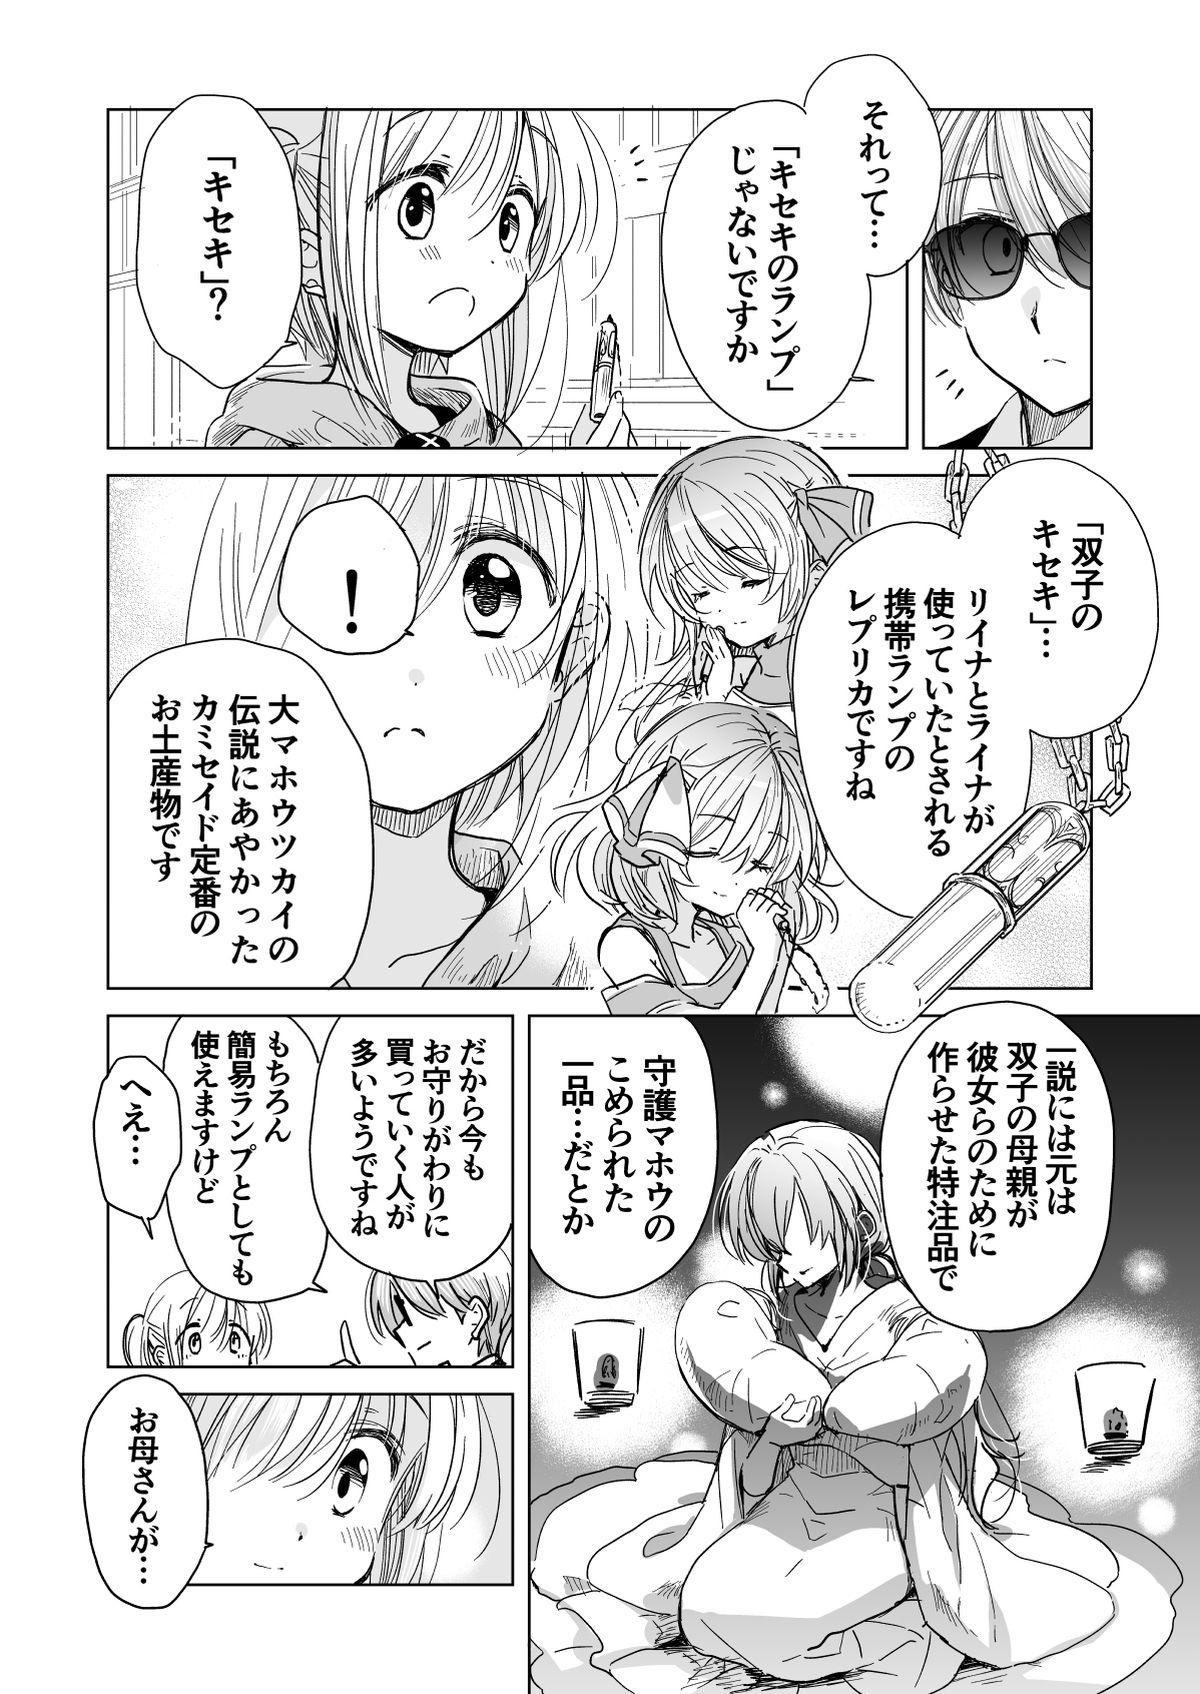 それって…
「キセキのランプ」
じゃないですか
「キセキ」?
「双子の
キセキ」…
リイナとライナが
使っていたとされる
携帯ランプの
レプリカですね
!
大マホウツカイの
伝説にあやかった
カミセイド定番の
お土産物です
一説には元は
双子の母親が
彼女らのために
作らせた特注品で
守護マホウの
こめられた
一品…だとか
だから今も
お守りがわりに
買っていく人が
多いようですね
もちろん
簡易ランプとしても
使えますけど
へぇ…
お母さんが…